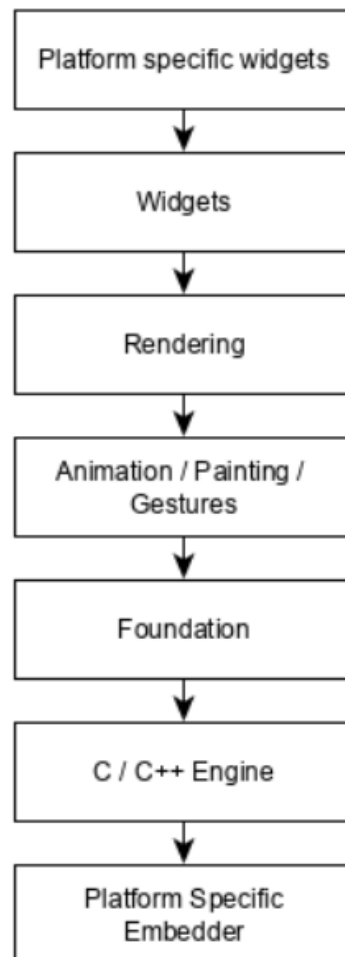 Platform specific widgets
Widgets
Rendering
Animation / Painting /
Gestures
Foundation
C / C++ Engine
Platform Specific
Embedder